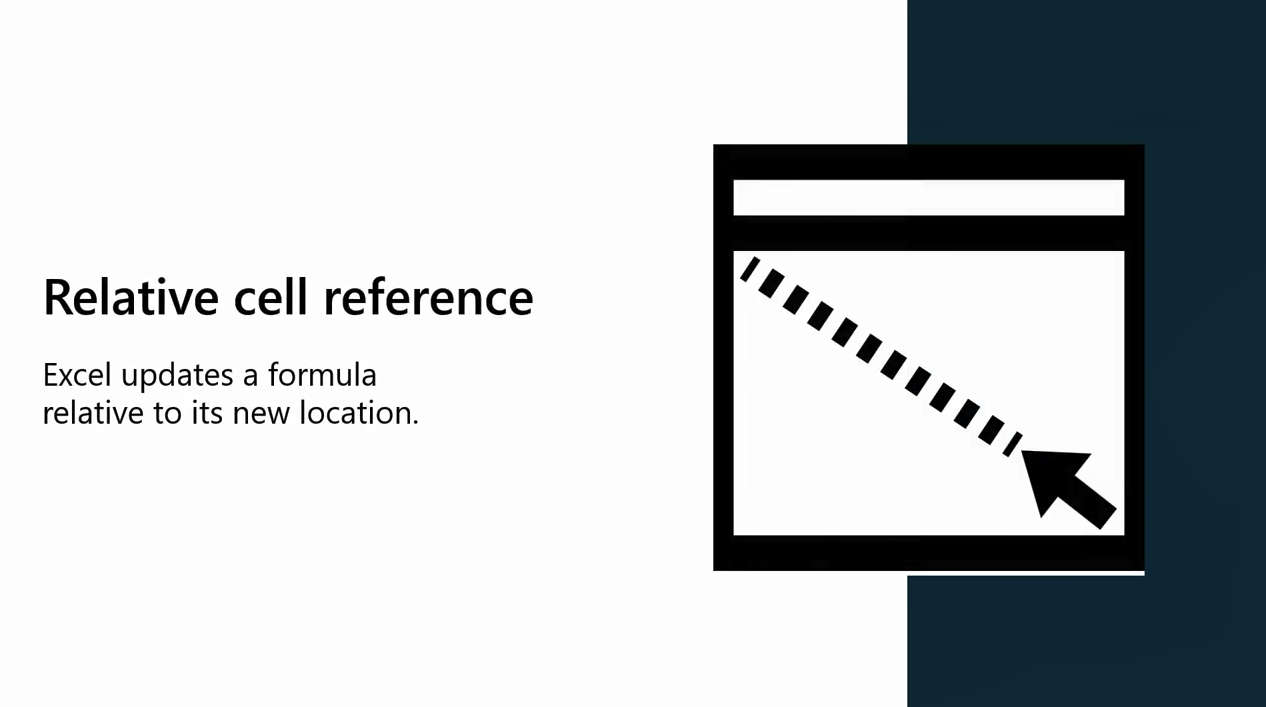 Relative cell reference
Excel updates a formula
relative to its new location.